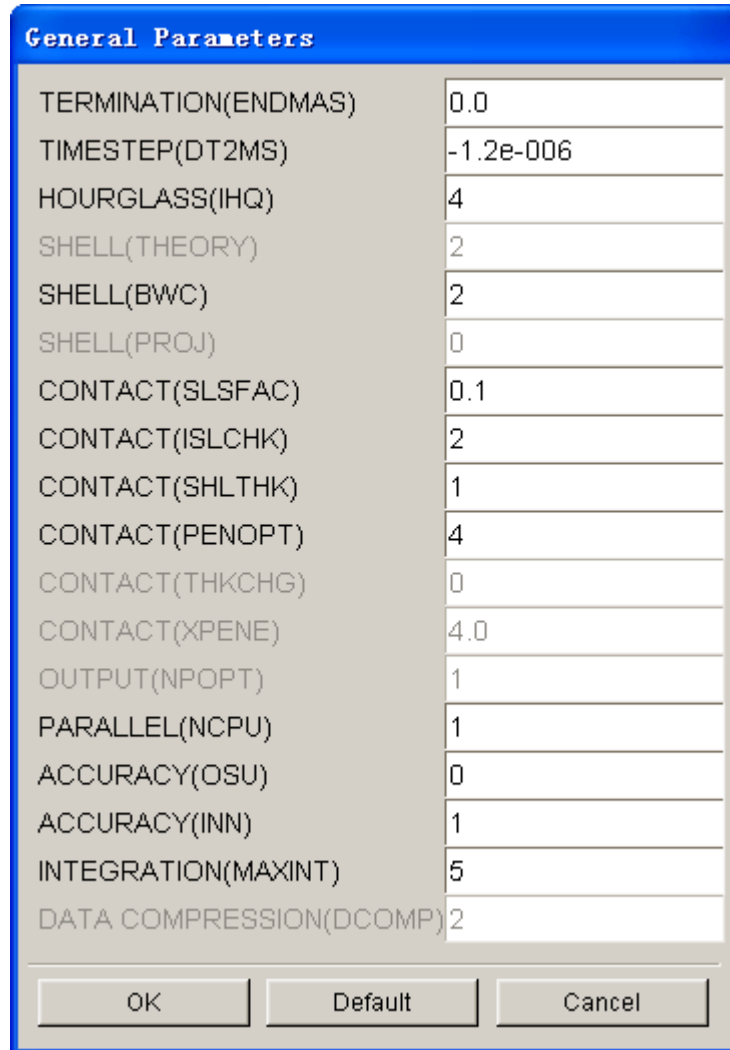 General Parameters
TERMINATION(ENDMAS) 0.0
TIMESTEP(DT2MS) -1.2e-006
HOURGLASS(IHQ) 4
SHELL(THEORY) 2
SHELL(BWC) 2
SHELL(PROJ) 0
CONTACT(SLSFAC) 0.1
CONTACT(ISLCHK) 2
CONTACT(SHLTHK) 1
CONTACT(PENOPT) 4
CONTACT(THKCHG) 0
CONTACT(XPENE) 4.0
OUTPUT(NPOPT) 1
PARALLEL(NCPU) 1
ACCURACY(OSU) 0
ACCURACY(INN) 1
INTEGRATION(MAXINT) 5
DATA COMPRESSION(DCOMP) 2
OK Default Cancel